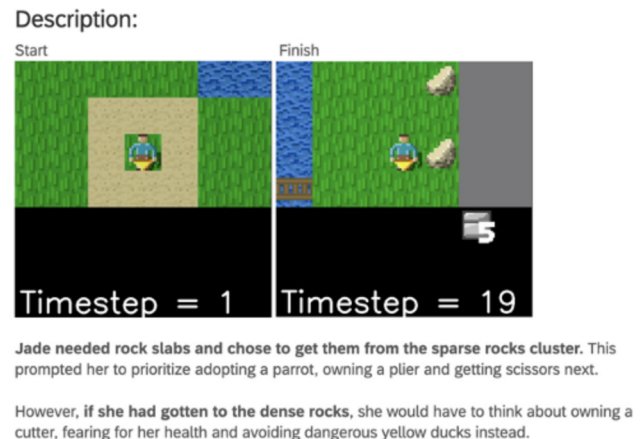 Description:
Start Finish
5
Timestep = 1 Timestep = 19
Jade needed rock slabs and chose to get them from the sparse rocks cluster. This
prompted her to prioritize adopting a parrot, owning a plier and getting scissors next.
However, if she had gotten to the dense rocks, she would have to think about owning a
cutter, fearing for her health and avoiding dangerous yellow ducks instead.